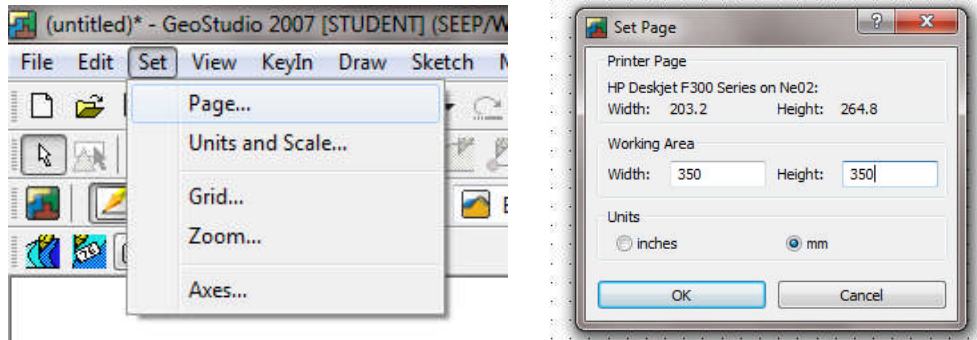 (untitled)* - GeoStudio 2007 [STUDENT] (SEEP/W
File Edit Set View KeyIn Draw Sketch
Page...
Units and Scale...
Grid...
Zoom...
Axes...
Set Page
Printer Page
HP Deskjet F300 Series on Ne02:
Width: 203.2 Height: 264.8
Working Area
Width: 350 Height: 350
Units
inches mm
OK Cancel